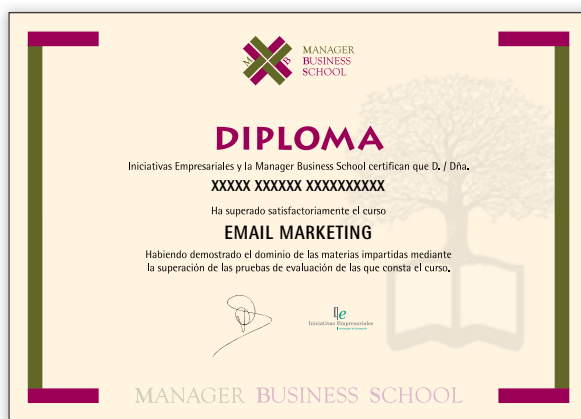 M B
MANAGER
BUSINESS
SCHOOL
DIPLOMA
Iniciativas Empresariales y la Manager Business School certifican que D. / Dña.
XXXXX XXXXXX XXXXXXXXXX
Ha superado satisfactoriamente el curso
EMAIL MARKETING
Habiendo demostrado el dominio de las materias impartidas mediante
la superación de las pruebas de evaluación de las que consta el curso.
Iniciativas Empresariales
MANAGER BUSINESS SCHOOL